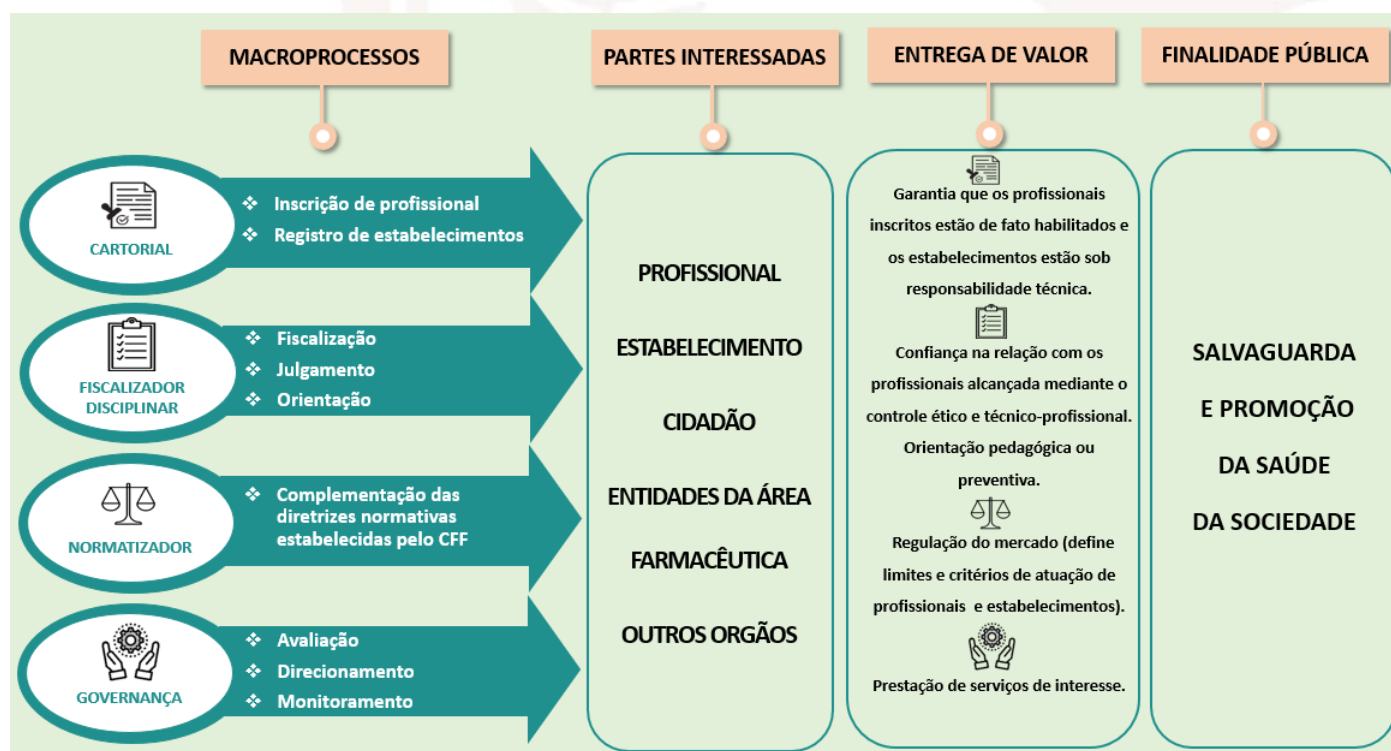 MACROPROCESSOS
PARTES INTERESSADAS
ENTREGA DE VALOR
FINALIDADE PÚBLICA
CARTORIAL
❖ Inscrição de profissional
❖ Registro de estabelecimentos
FISCALIZADOR
DISCIPLINAR
❖ Fiscalização
❖ Julgamento
❖ Orientação
NORMATIZADOR
❖ Complementação das
diretrizes normativas
estabelecidas pelo CFF
GOVERNANÇA
❖ Avaliação
❖ Direcionamento
❖ Monitoramento
PROFISSIONAL
ESTABELECIMENTO
CIDADÃO
ENTIDADES DA ÁREA
FARMACÊUTICA
OUTROS ORGÃOS
Garantia que os profissionais
inscritos estão de fato habilitados e
os estabelecimentos estão sob
responsabilidade técnica.
Confiança na relação com os
profissionais alcançada mediante o
controle ético e técnico-profissional.
Orientação pedagógica ou
preventiva.
Regulação do mercado (define
limites e critérios de atuação de
profissionais e estabelecimentos).
Prestação de serviços de interesse.
SALVAGUARDA
E PROMOÇÃO
DA SAÚDE
DA SOCIEDADE